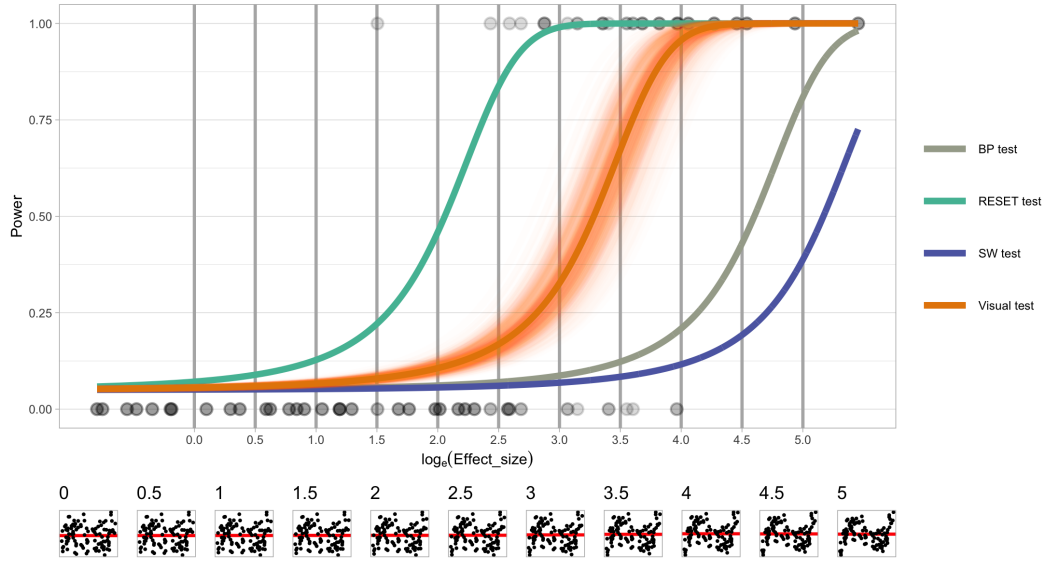 1.00
0.75
0.50
0.25
0.00
Power
0.0 0.5 1.0 1.5 2.0 2.5 3.0 3.5 4.0 4.5 5.0
logₑ(Effect_size)
BP test
RESET test
SW test
Visual test
0 0.5 1 1.5 2 2.5 3 3.5 4 4.5 5